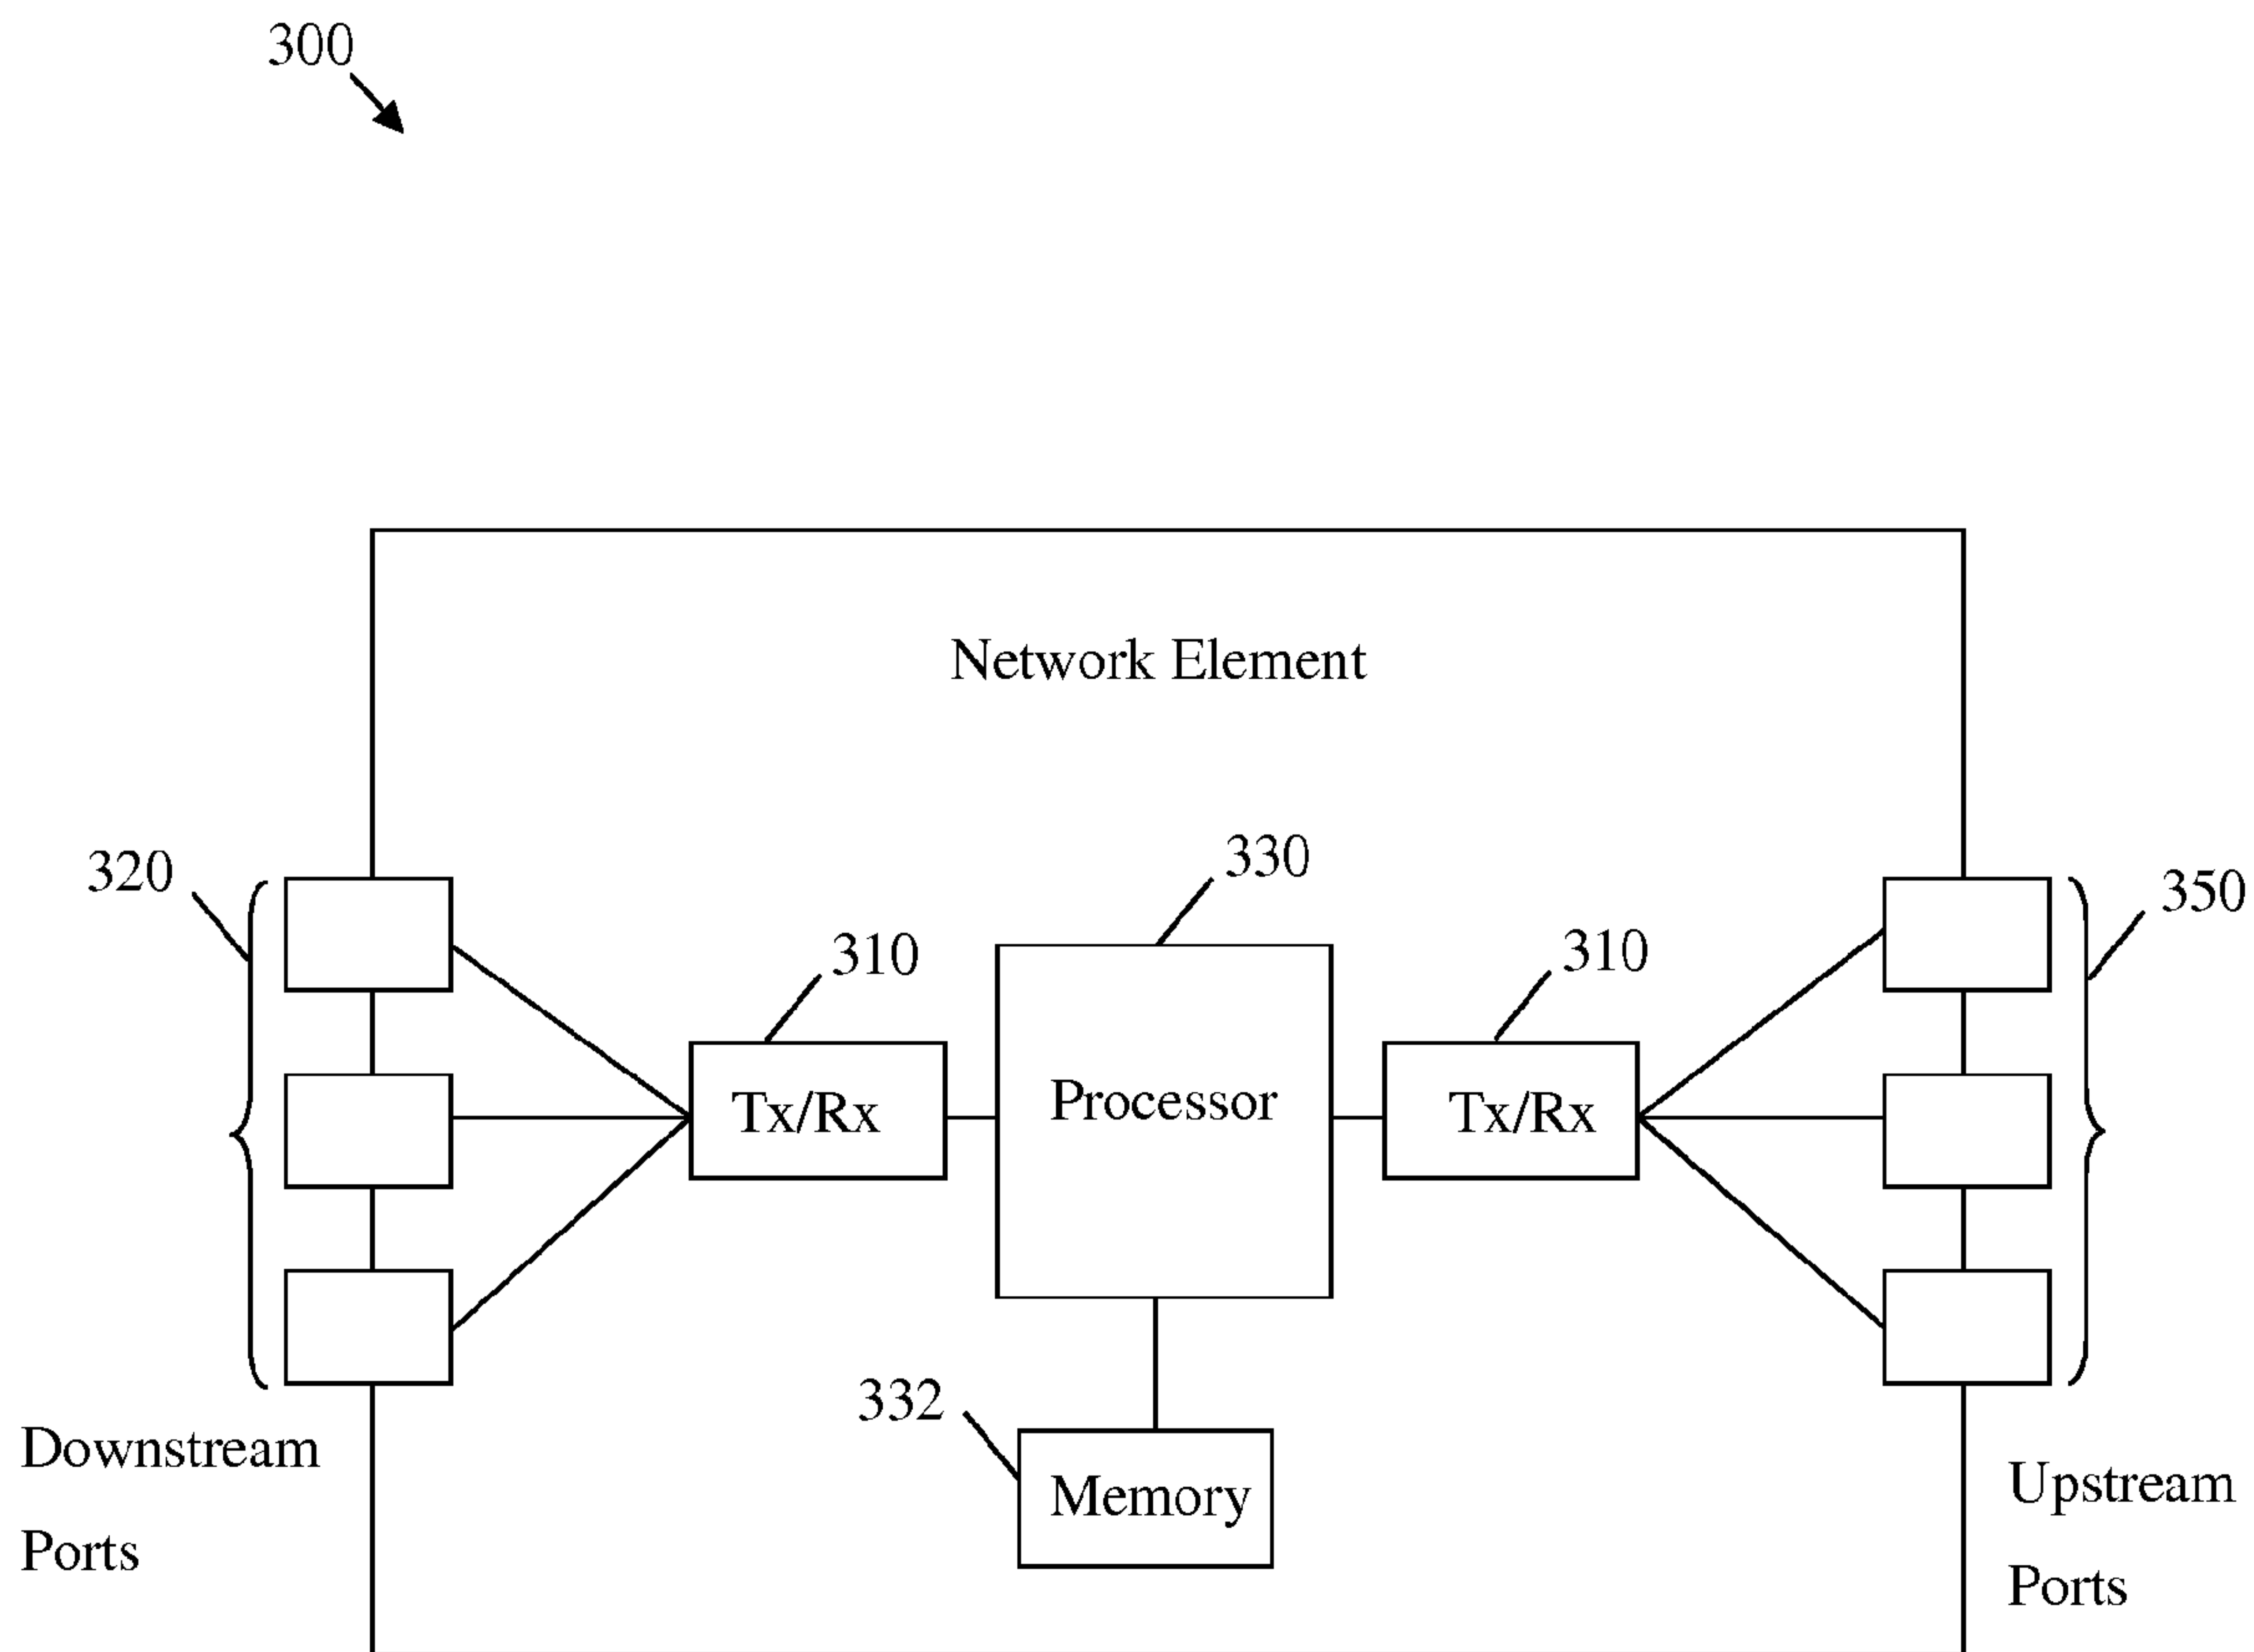 300
Network Element
320
330
350
310
310
Tx/Rx
Processor
Tx/Rx
332
Memory
Downstream
Ports
Upstream
Ports